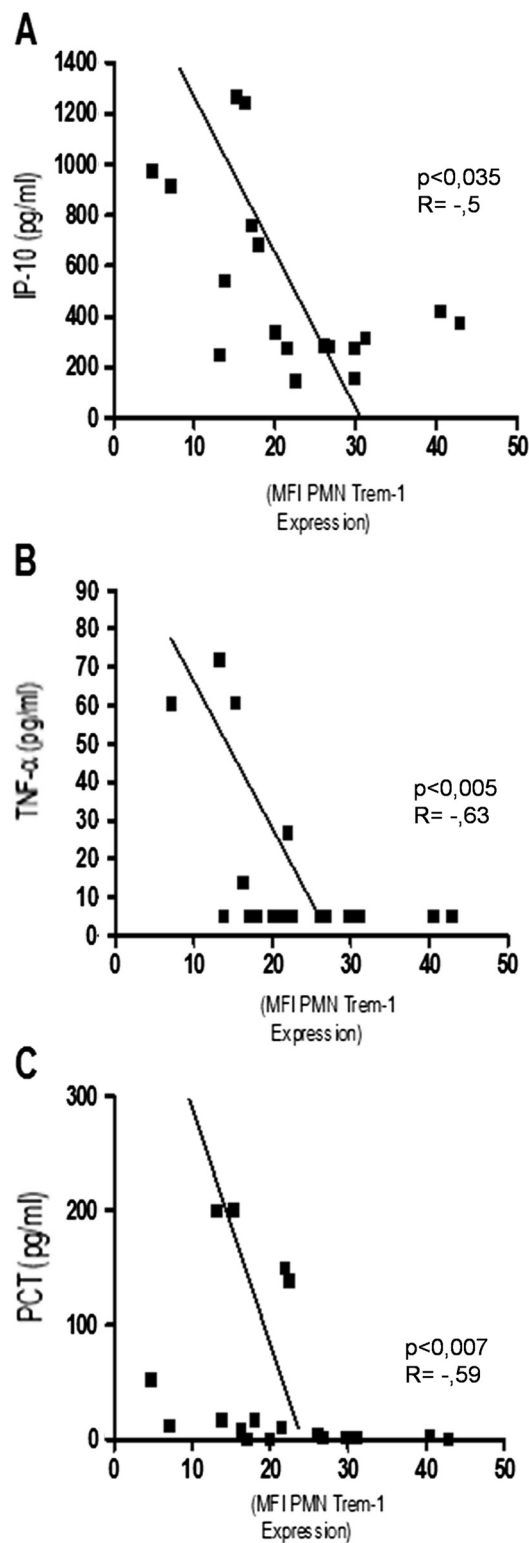 A
1400
1200
1000
800
600
400
200
0
IP-10 (pg/ml)
p<0,035
R= -,5
0 10 20 30 40 50
(MFI PMN Trem-1
Expression)
B
90
80
70
60
50
40
30
20
10
0
TNF-α (pg/ml)
p<0,005
R= -,63
0 10 20 30 40 50
(MFI PMN Trem-1
Expression)
C
300
200
100
0
PCT (pg/ml)
p<0,007
R= -,59
0 10 20 30 40 50
(MFI PMN Trem-1
Expression)